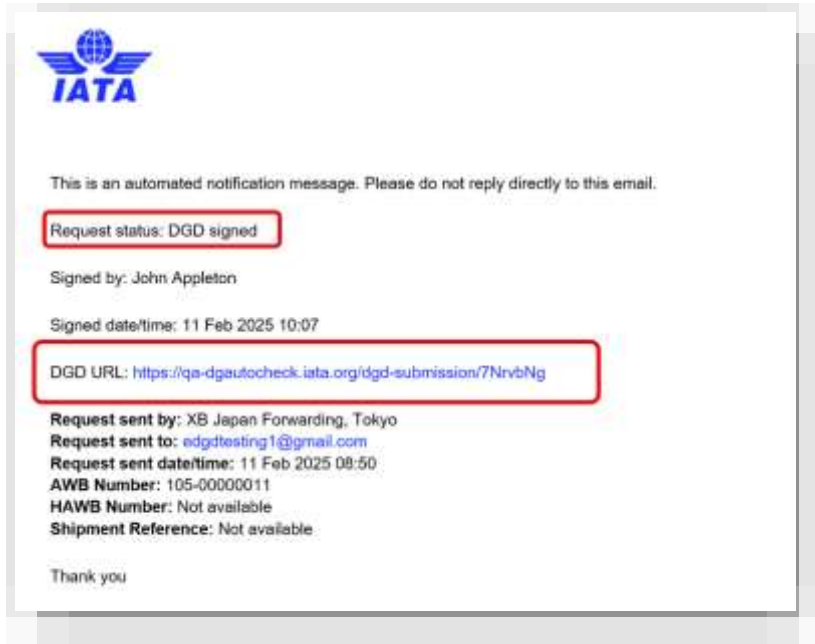 IATA
This is an automated notification message. Please do not reply directly to this email.
Request status: DGD signed
Signed by: John Appleton
Signed date/time: 11 Feb 2025 10:07
DGD URL: https://qa-dgautocheck.iata.org/dgd-submission/7NrvbNg
Request sent by: XB Japan Forwarding, Tokyo
Request sent to: edgdtesting1@gmail.com
Request sent date/time: 11 Feb 2025 08:50
AWB Number: 105-00000011
HAWB Number: Not available
Shipment Reference: Not available
Thank you